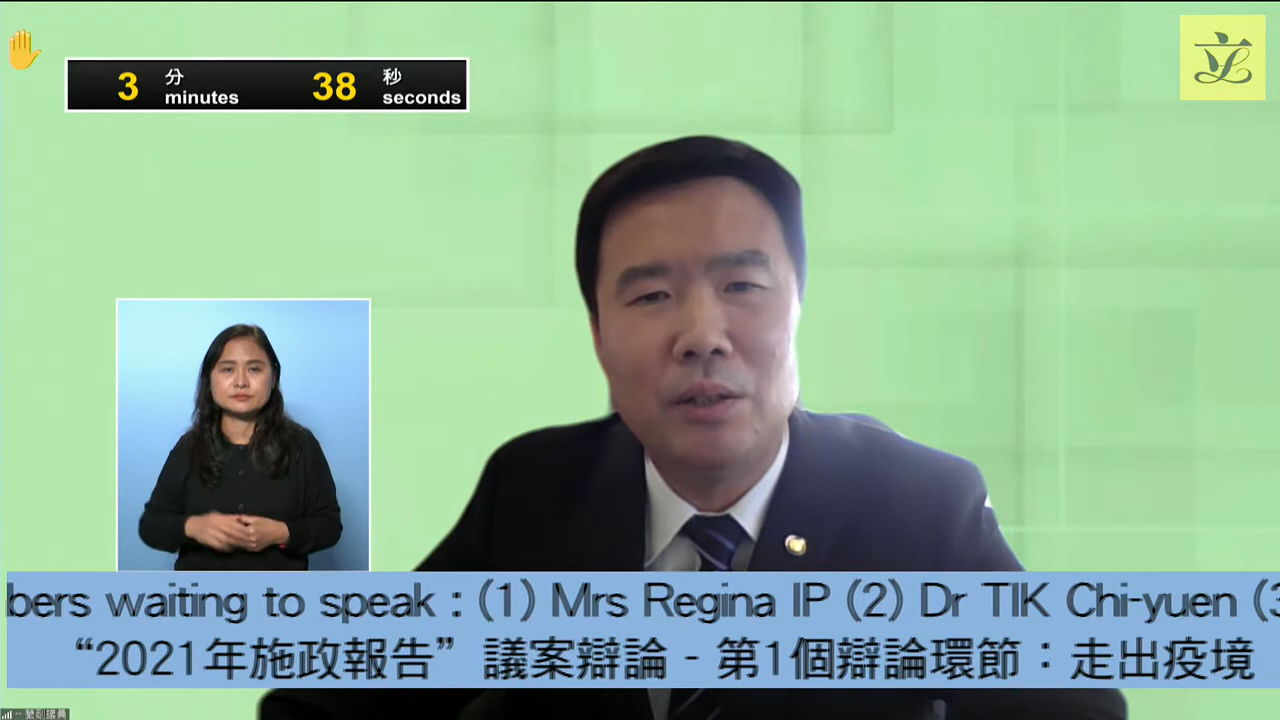 3 分 38 秒
minutes seconds
bers waiting to speak : (1) Mrs Regina IP (2) Dr TIK Chi-yuen (3
“2021年施政報告”議案辯論 - 第1個辯論環節：走出疫境